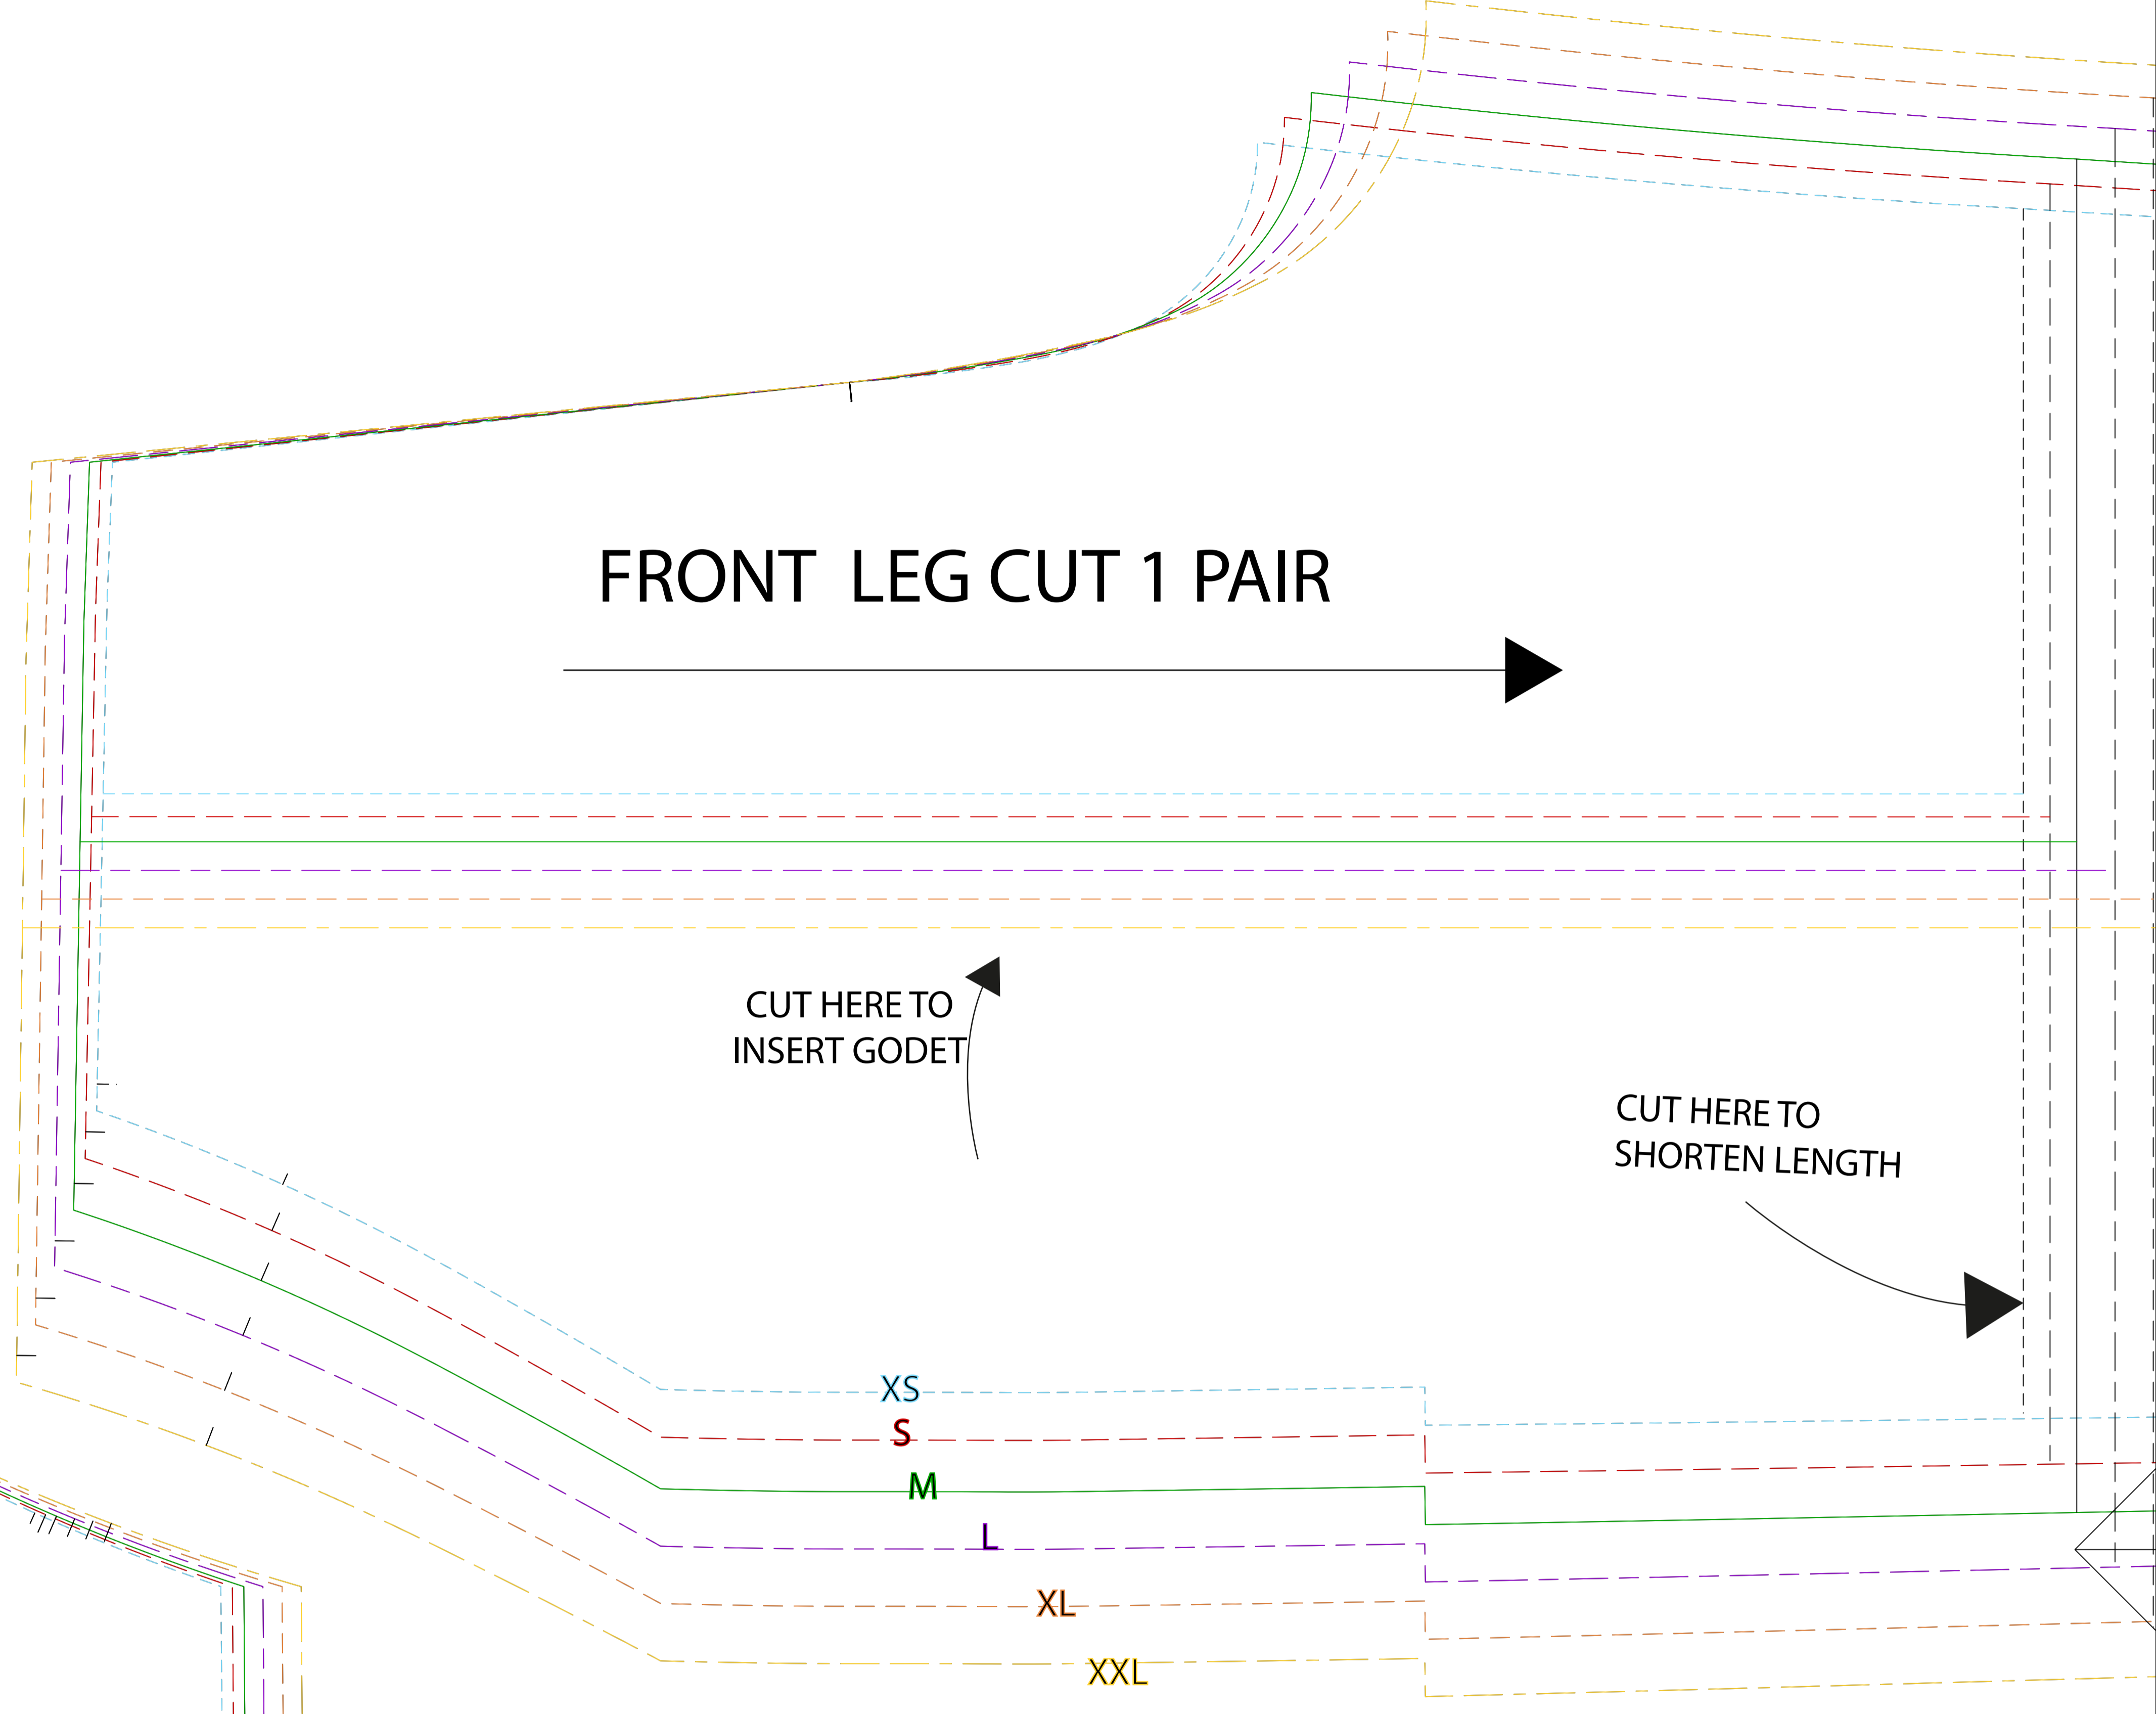 FRONT LEG CUT 1 PAIR
CUT HERE TO
INSERT GODET
CUT HERE TO
SHORTEN LENGTH
XS
S
M
L
XL
XXL